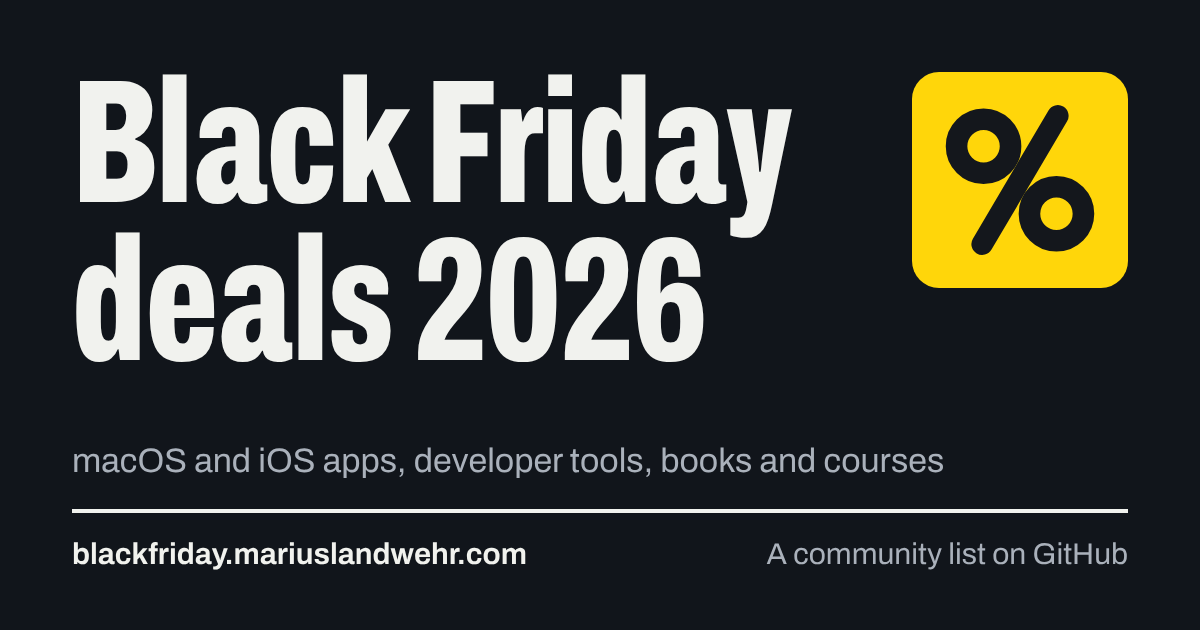 Black Friday
deals 2026
%
macOS and iOS apps, developer tools, books and courses
blackfriday.mariuslandwehr.com
A community list on GitHub